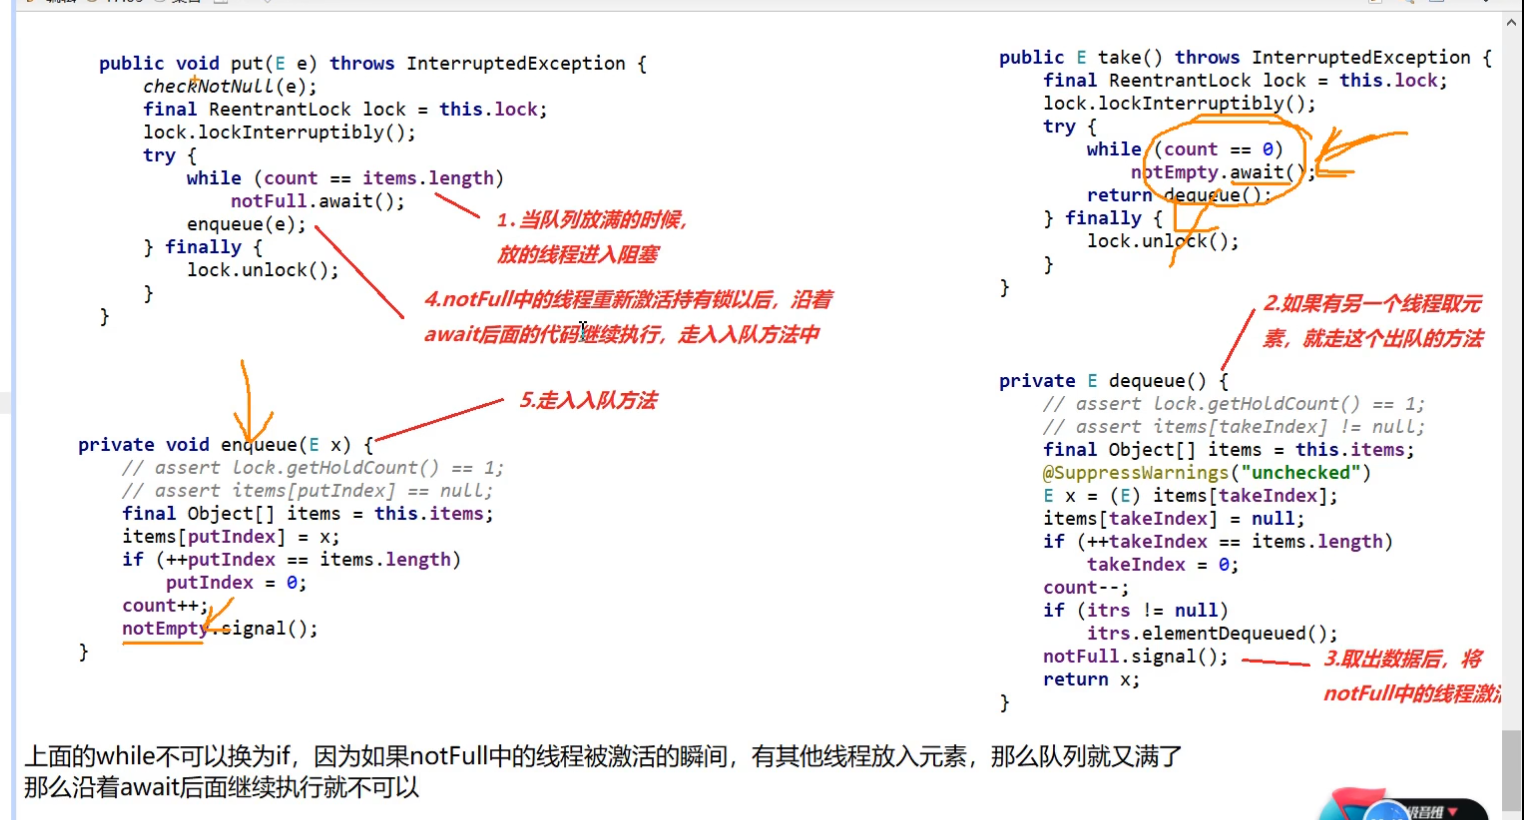 public void put(E e) throws InterruptedException {
checkNotNull(e);
final ReentrantLock lock = this.lock;
lock.lockInterruptibly();
try {
while (count == items.length)
notFull.await();
enqueue(e);
} finally {
lock.unlock();
}
}
1.当队列放满的时候,
放的线程进入阻塞
4.notFull中的线程重新激活持有锁以后, 沿着
await后面的代码继续执行, 走入入队方法中
5.走入入队方法
private void enqueue(E x) {
// assert lock.getHoldCount() == 1;
// assert items[putIndex] == null;
final Object[] items = this.items;
items[putIndex] = x;
if (++putIndex == items.length)
putIndex = 0;
count++;
notEmpty.signal();
}
public E take() throws InterruptedException {
final ReentrantLock lock = this.lock;
lock.lockInterruptibly();
try {
while (count == 0)
notEmpty.await();
return dequeue();
} finally {
lock.unlock();
}
}
2.如果有另一个线程取元
素, 就走这个出队的方法
private E dequeue() {
// assert lock.getHoldCount() == 1;
// assert items[takeIndex] != null;
final Object[] items = this.items;
@SuppressWarnings("unchecked")
E x = (E) items[takeIndex];
items[takeIndex] = null;
if (++takeIndex == items.length)
takeIndex = 0;
count--;
if (itrs != null)
itrs.elementDequeued();
notFull.signal();
return x;
}
3.取出数据后, 将
notFull中的线程激
上面的while不可以换为if, 因为如果notFull中的线程被激活的瞬间, 有其他线程放入元素, 那么队列就又满了
那么沿着await后面继续执行就不可以